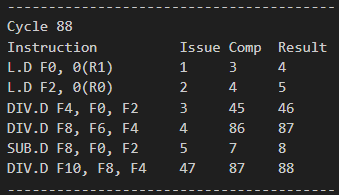 ----------------------------------------
Cycle 88
Instruction Issue Comp Result
L.D F0, 0(R1) 1 3 4
L.D F2, 0(R0) 2 4 5
DIV.D F4, F0, F2 3 45 46
DIV.D F8, F6, F4 4 86 87
SUB.D F8, F0, F2 5 7 8
DIV.D F10, F8, F4 47 87 88
----------------------------------------